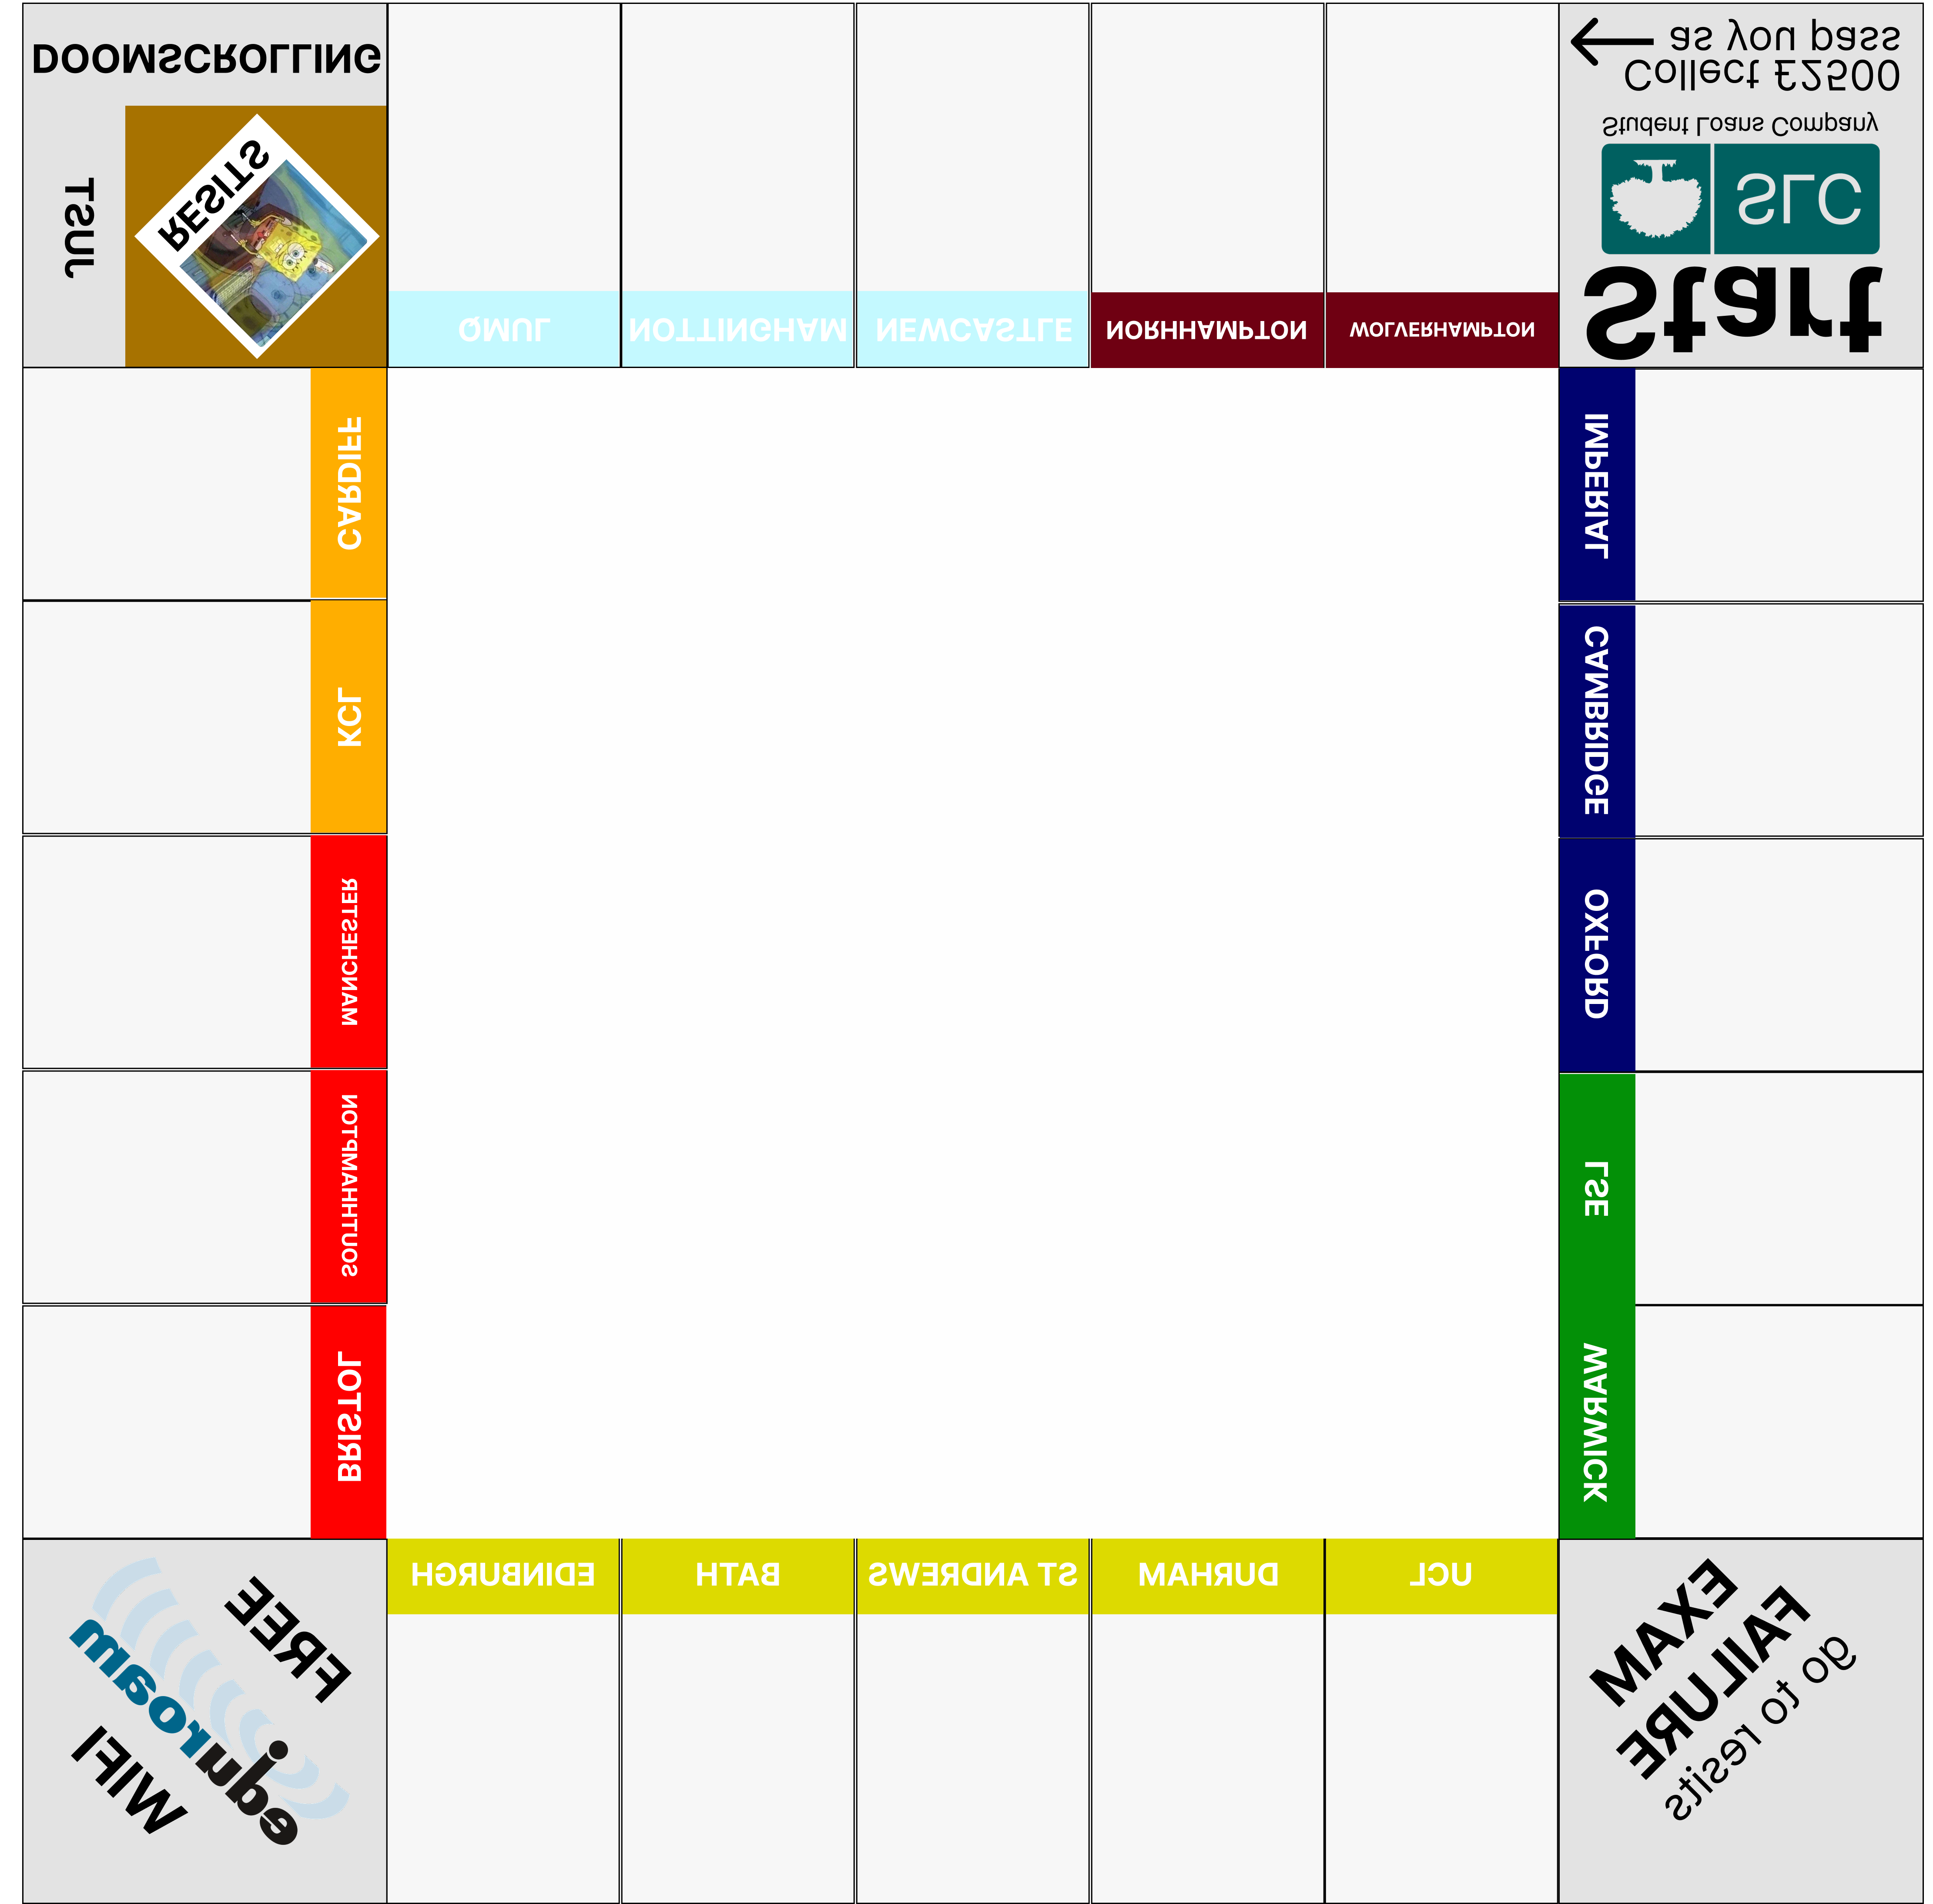 JUST
RESITS
DOOMSCROLLING
QMUL
NOTTINGHAM
NEWCASTLE
NORHHAMPTON
WOLVERHAMPTON
Start
SLC
Student Loans Company
Collect £2500
as you pass
CARDIFF
KCL
MANCHESTER
SOUTHHAMPTON
BRISTOL
IMPERIAL
CAMBRIDGE
OXFORD
LSE
WARWICK
FREE
eduroam
WIFI
EDINBURGH
BATH
ST ANDREWS
DURHAM
UCL
EXAM
FAILURE
go to resits